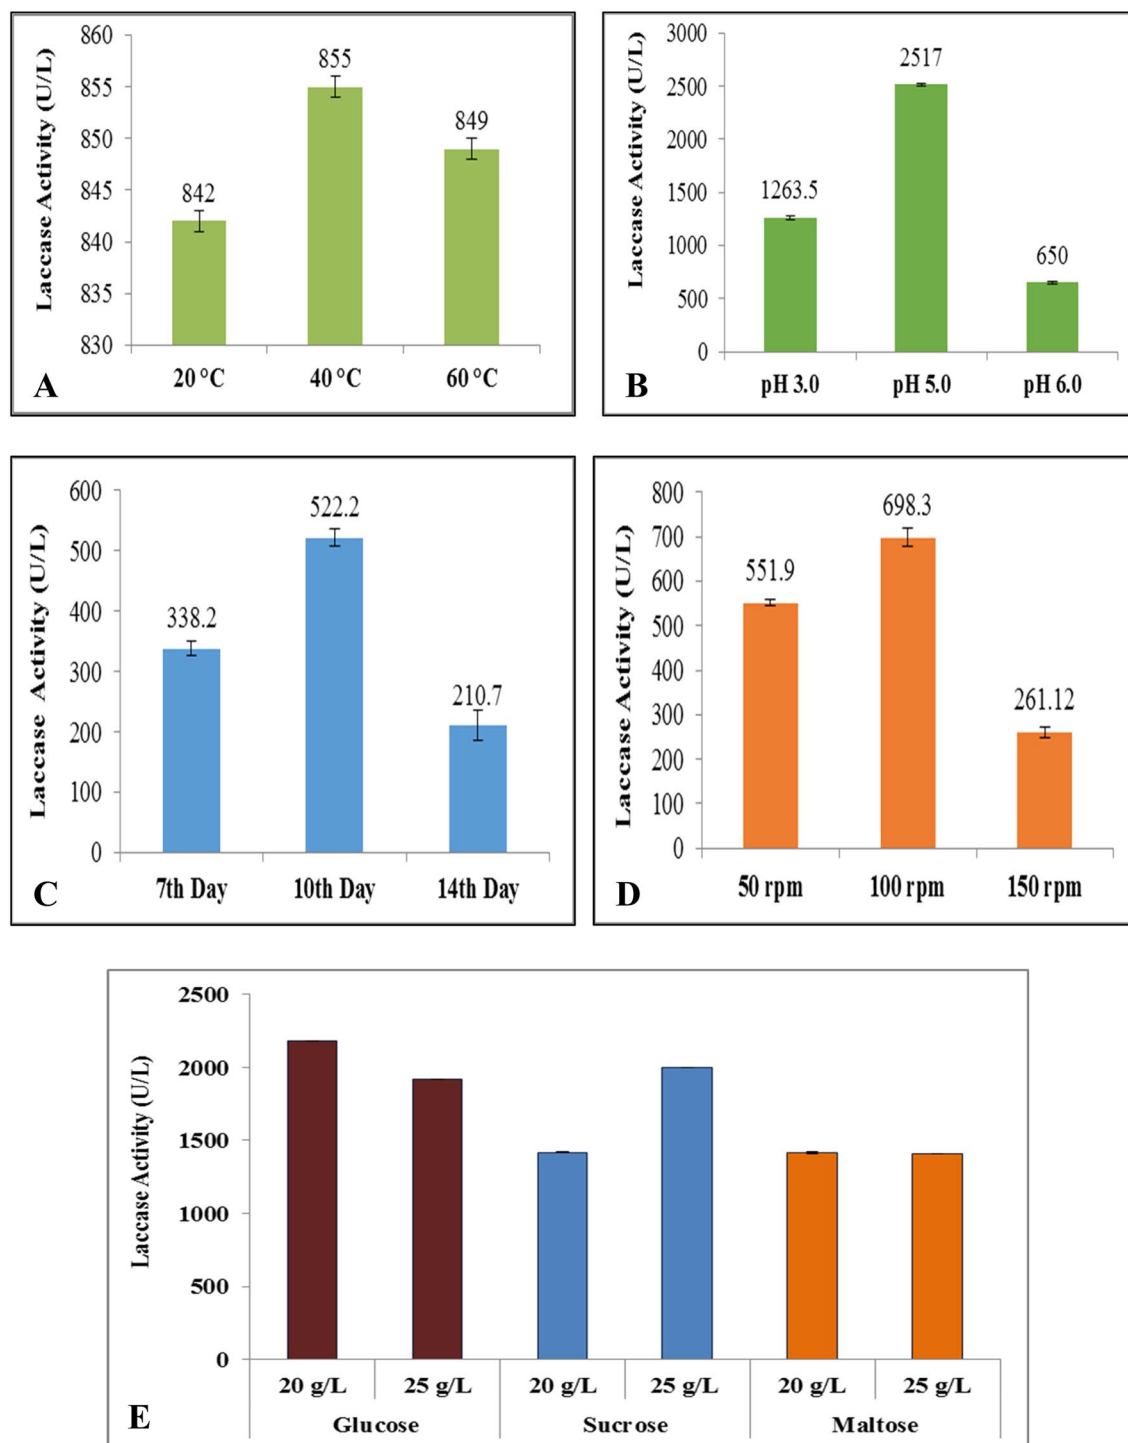 Laccase Activity (U/L)
860
855
850
845
840
835
830
842
855
849
20 °C
40 °C
60 °C
A
Laccase Activity (U/L)
3000
2500
2000
1500
1000
500
0
1263.5
2517
650
pH 3.0
pH 5.0
pH 6.0
B
Laccase Activity (U/L)
600
500
400
300
200
100
0
338.2
522.2
210.7
7th Day
10th Day
14th Day
C
Laccase Activity (U/L)
800
700
600
500
400
300
200
100
0
551.9
698.3
261.12
50 rpm
100 rpm
150 rpm
D
Laccase Activity (U/L)
2500
2000
1500
1000
500
0
20 g/L
25 g/L
20 g/L
25 g/L
20 g/L
25 g/L
Glucose
Sucrose
Maltose
E